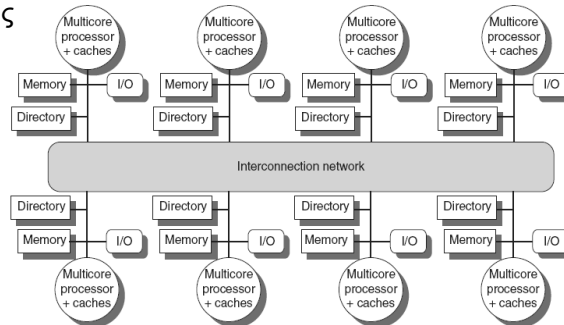 ς
Multicore
processor
+ caches
Multicore
processor
+ caches
Multicore
processor
+ caches
Multicore
processor
+ caches
Memory I/O Memory I/O Memory I/O Memory I/O
Directory Directory Directory Directory
Interconnection network
Directory Directory Directory Directory
Memory I/O Memory I/O Memory I/O Memory I/O
Multicore
processor
+ caches
Multicore
processor
+ caches
Multicore
processor
+ caches
Multicore
processor
+ caches